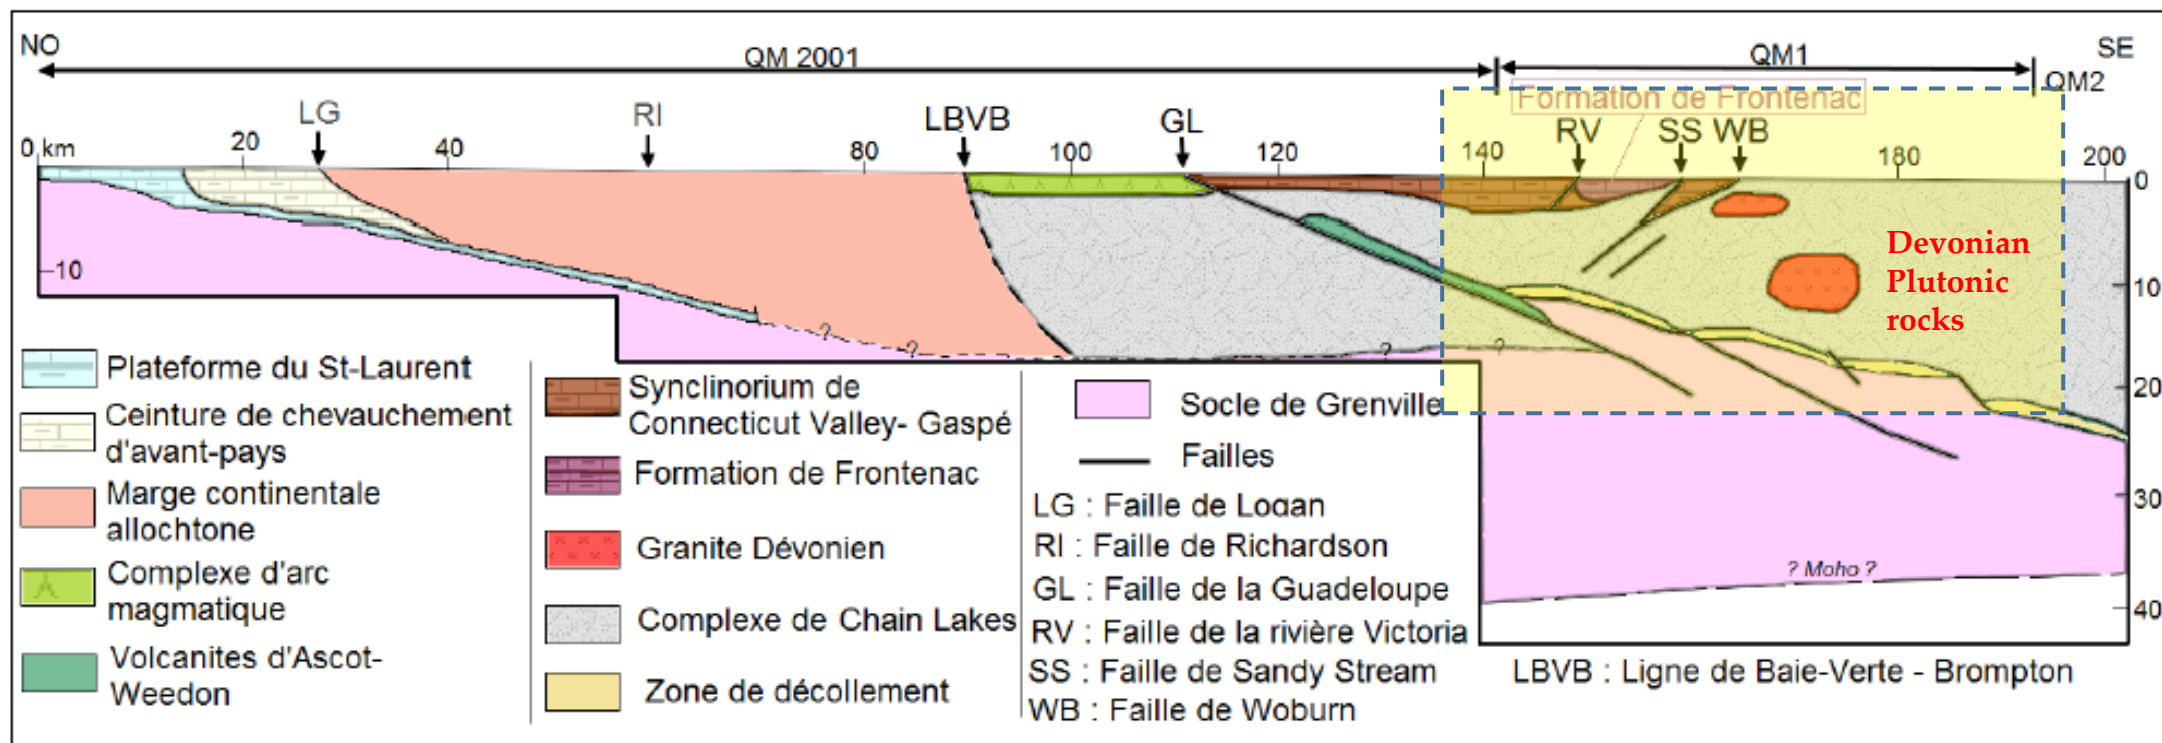 NO
QM 2001
QM1
SE
QM2
Formation de Frontenac
LG
RI
LBVB
GL
RV
SS
WB
0 km
20
40
80
100
120
140
180
200
0
10
10
20
30
40
?
?
?
?
Devonian
Plutonic
rocks
? Moho ?
Plateforme du St-Laurent
Ceinture de chevauchement
d'avant-pays
Marge continentale
allochtone
Complexe d'arc
magmatique
Volcanites d'Ascot-
Weedon
Synclinorium de
Connecticut Valley- Gaspé
Formation de Frontenac
Granite Dévonien
Complexe de Chain Lakes
Zone de décollement
Socle de Grenville
Failles
LG : Faille de Logan
RI : Faille de Richardson
GL : Faille de la Guadeloupe
RV : Faille de la rivière Victoria
SS : Faille de Sandy Stream
WB : Faille de Woburn
LBVB : Ligne de Baie-Verte - Brompton